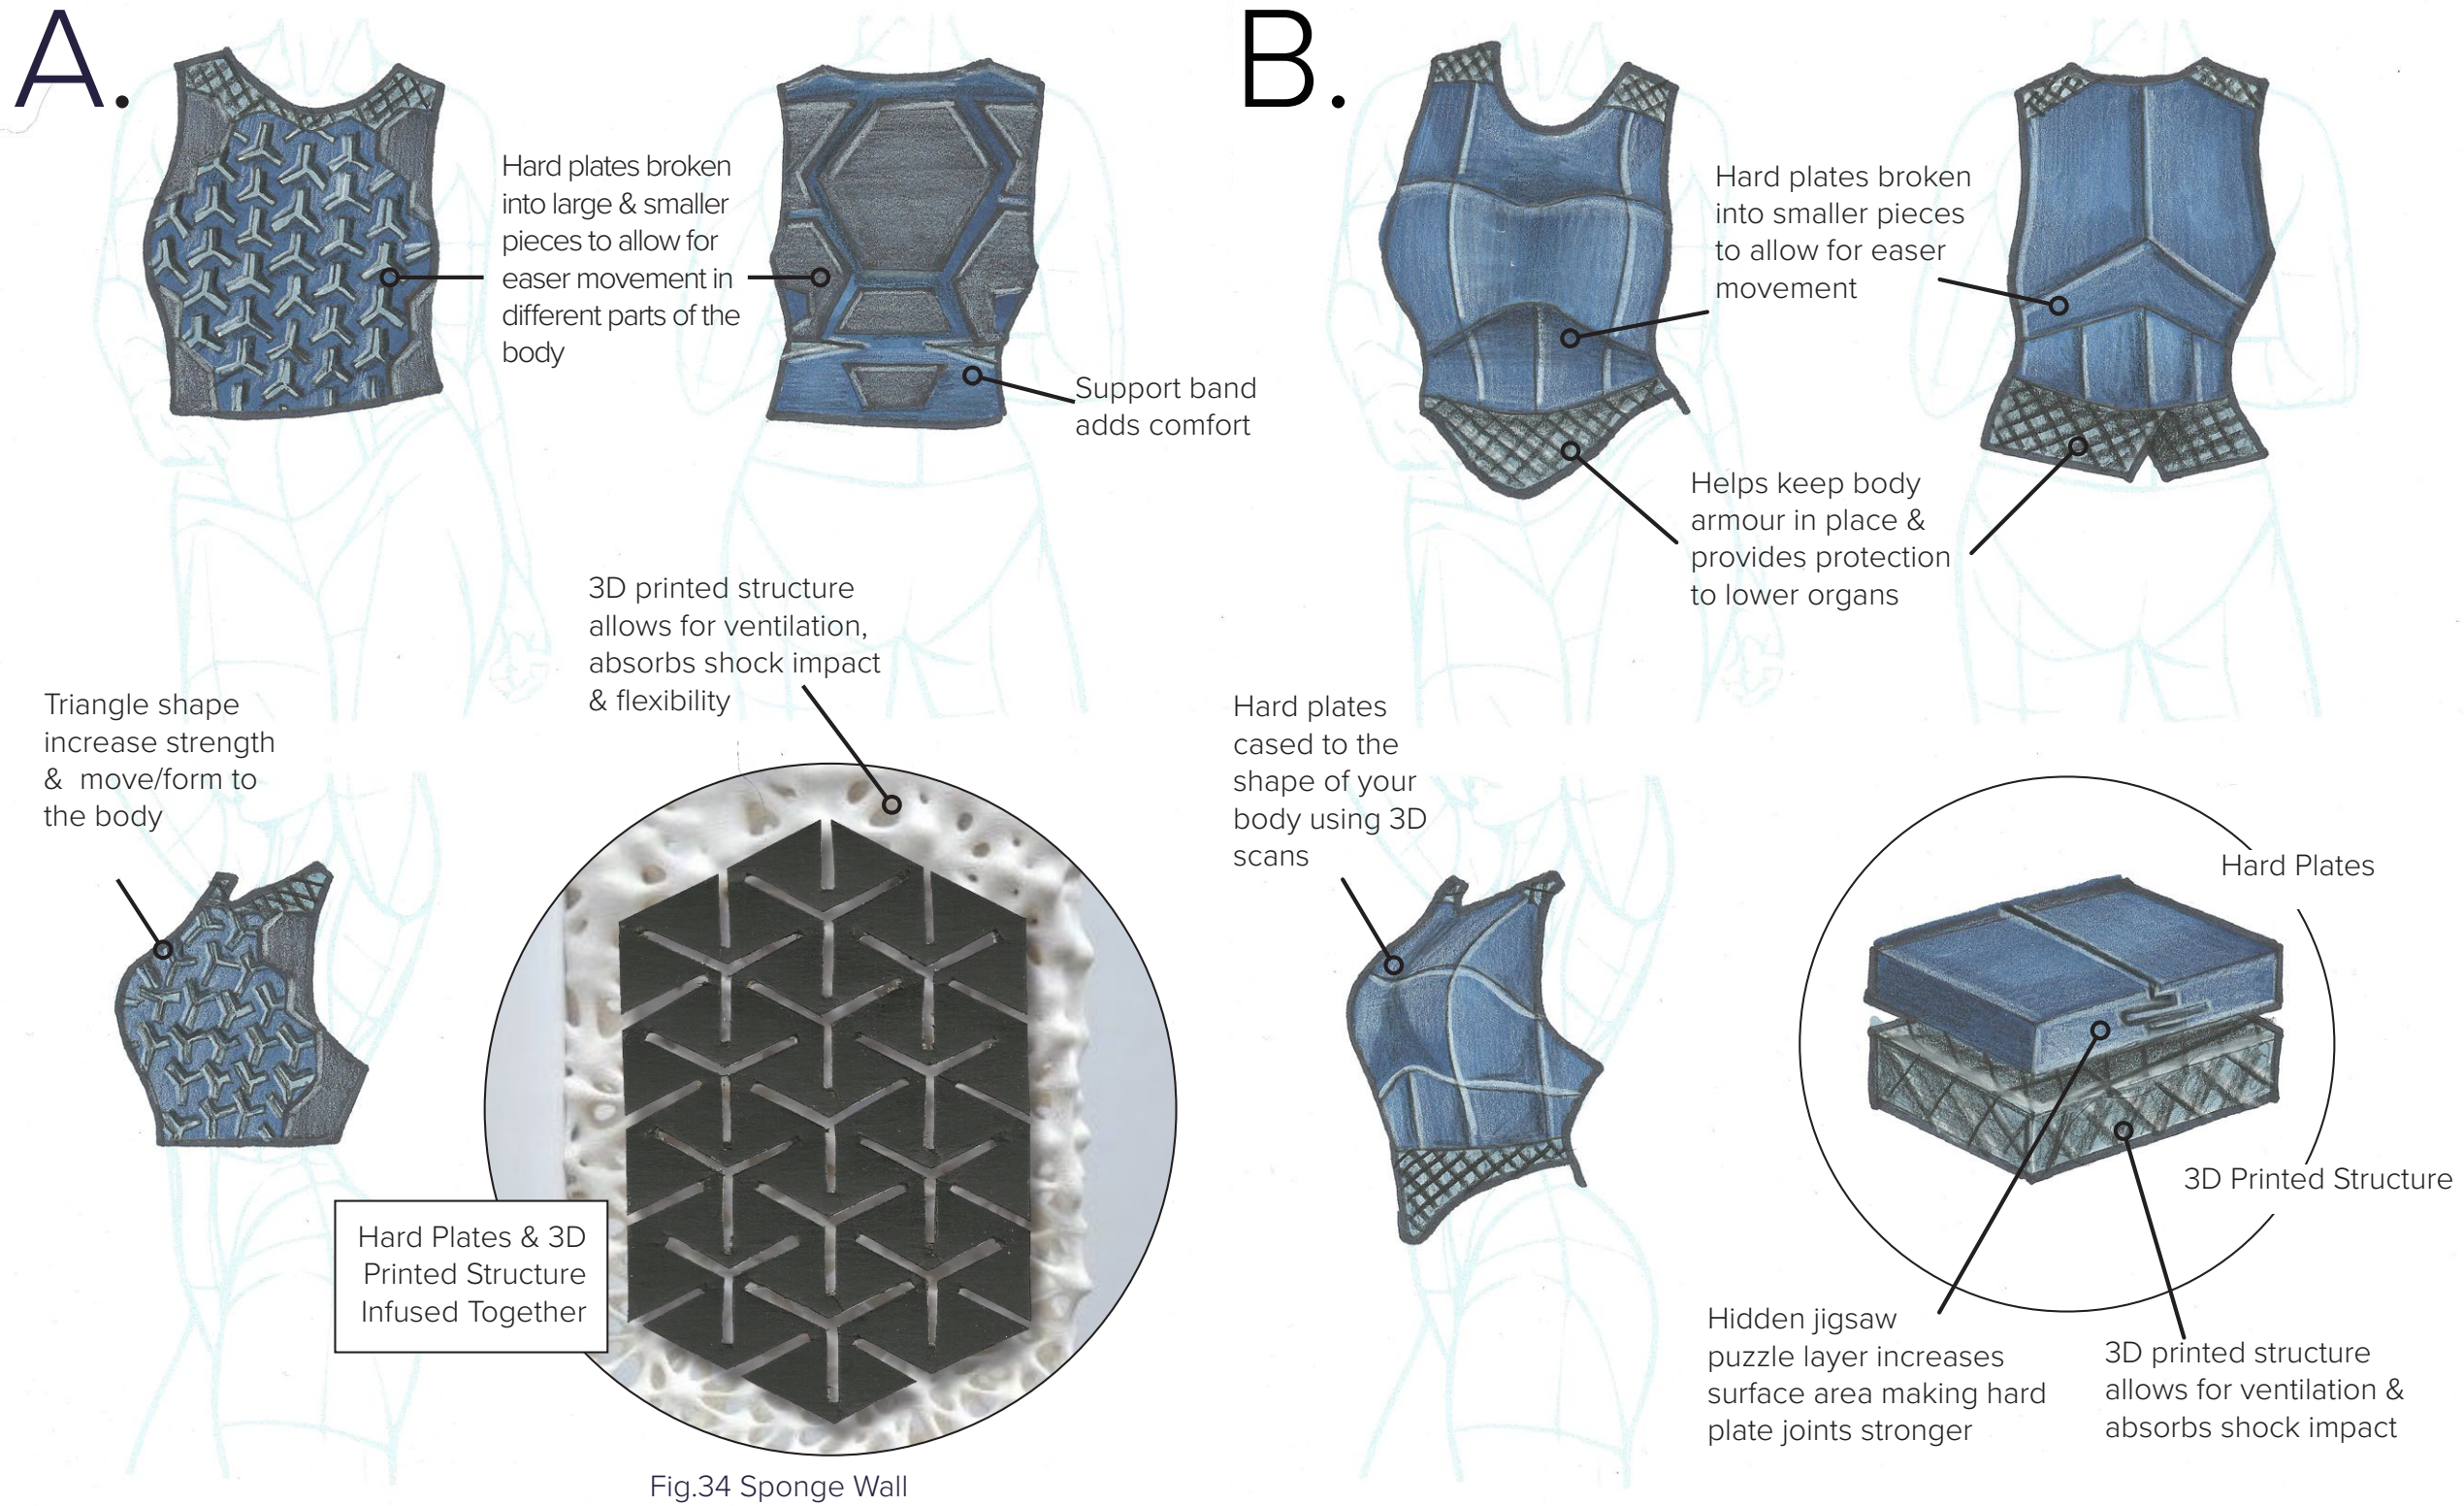 A.
Hard plates broken
into large & smaller
pieces to allow for
easer movement in
different parts of the
body
Support band
adds comfort
3D printed structure
allows for ventilation,
absorbs shock impact
& flexibility
Triangle shape
increase strength
& move/form to
the body
Hard Plates & 3D
Printed Structure
Infused Together
Fig.34 Sponge Wall
B.
Hard plates broken
into smaller pieces
to allow for easer
movement
Helps keep body
armour in place &
provides protection
to lower organs
Hard plates
cased to the
shape of your
body using 3D
scans
Hard Plates
3D Printed Structure
Hidden jigsaw
puzzle layer increases
surface area making hard
plate joints stronger
3D printed structure
allows for ventilation &
absorbs shock impact